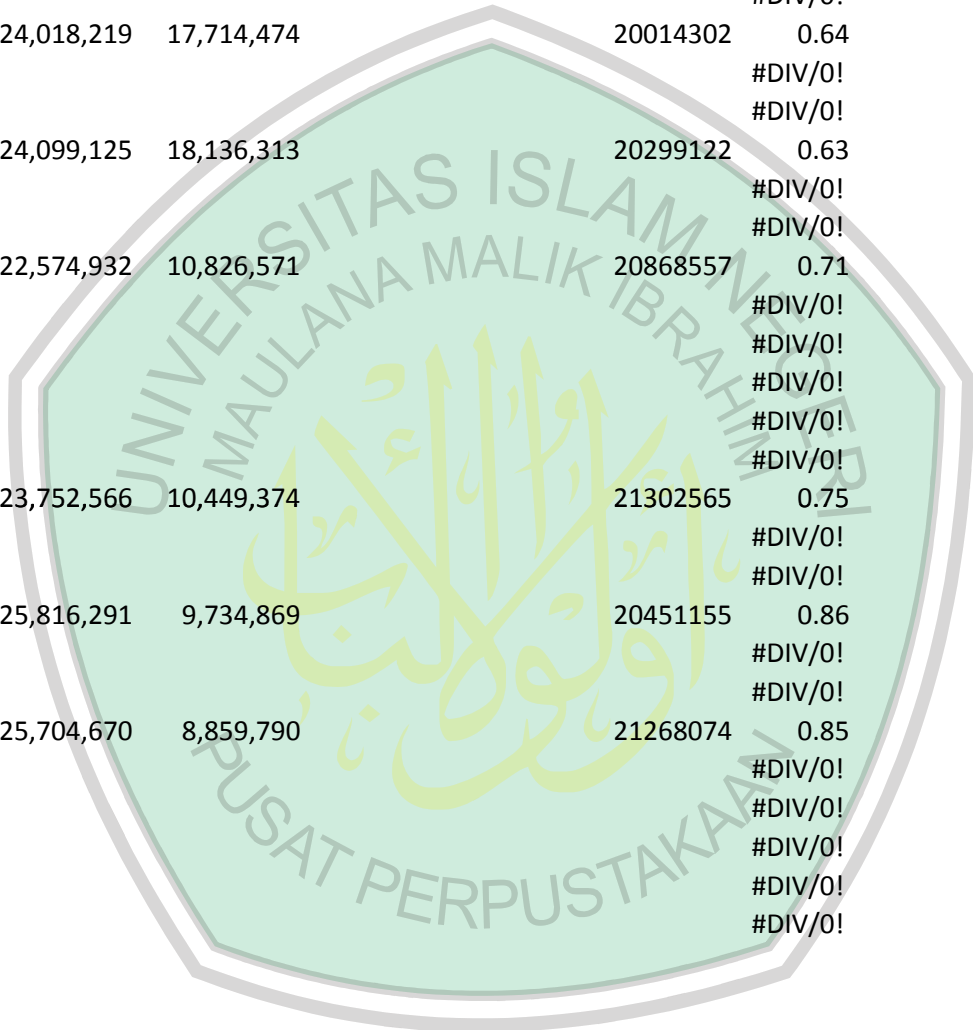 #DIV/0!
24,018,219 17,714,474 20014302 0.64
#DIV/0!
#DIV/0!
24,099,125 18,136,313 20299122 0.63
#DIV/0!
#DIV/0!
22,574,932 10,826,571 20868557 0.71
#DIV/0!
#DIV/0!
#DIV/0!
#DIV/0!
#DIV/0!
23,752,566 10,449,374 21302565 0.75
#DIV/0!
#DIV/0!
25,816,291 9,734,869 20451155 0.86
#DIV/0!
#DIV/0!
25,704,670 8,859,790 21268074 0.85
#DIV/0!
#DIV/0!
#DIV/0!
#DIV/0!
#DIV/0!
UNIVERSITAS ISLAM NEGERI
MAULANA MALIK IBRAHIM
PUSAT PERPUSTAKAAN